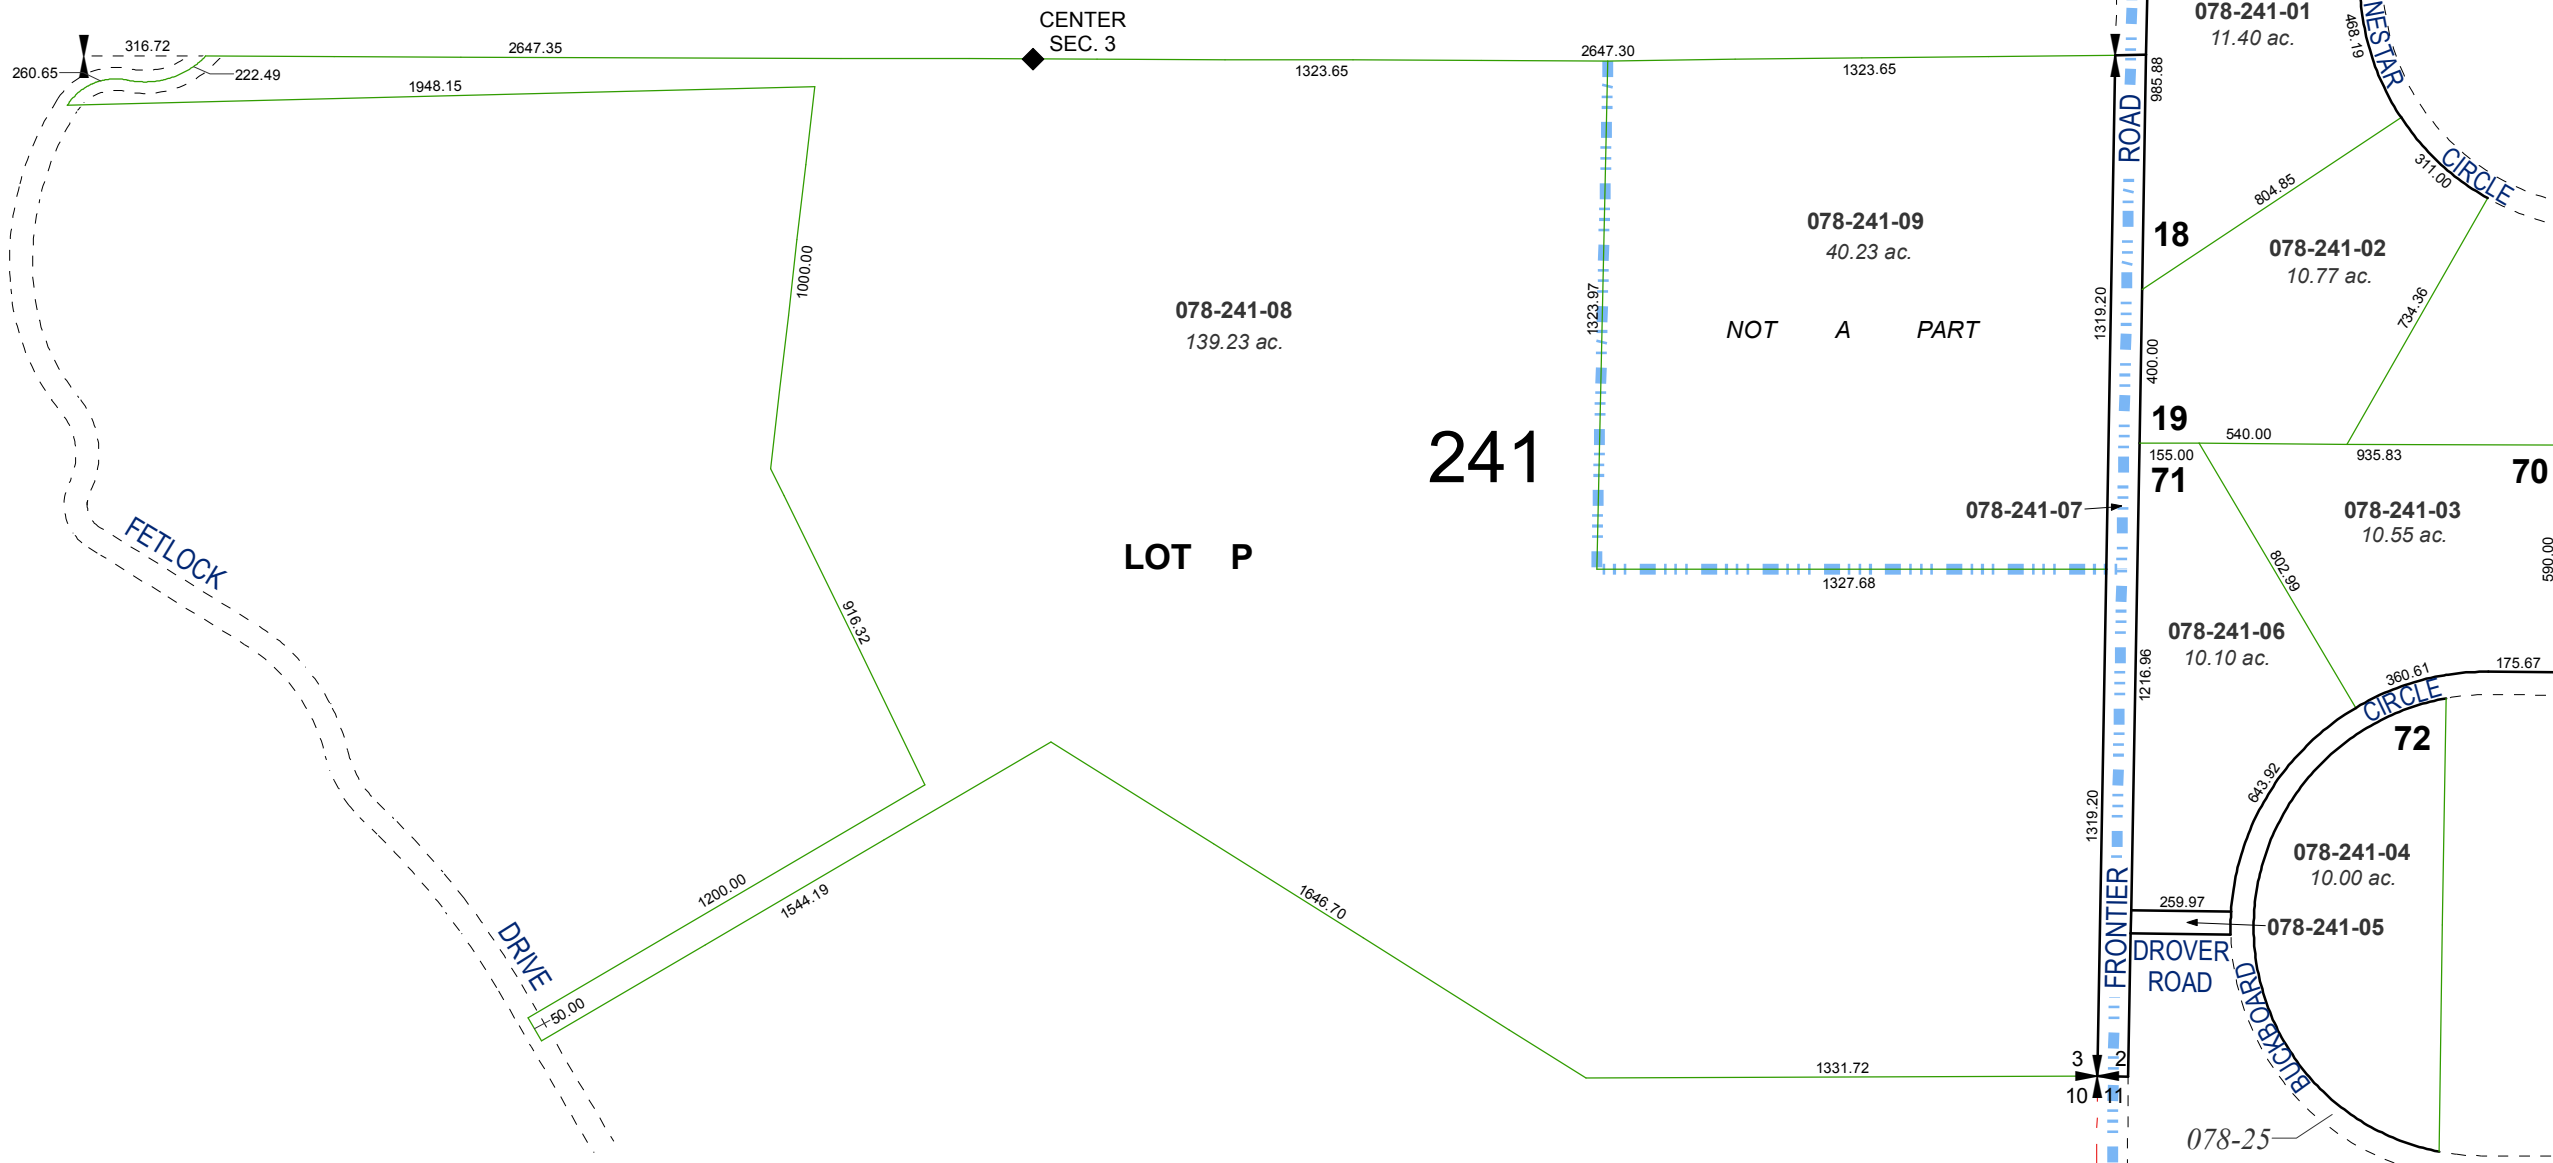 CENTER
SEC. 3
316.72
2647.35
2647.30
260.65
222.49
1948.15
1323.65
1323.65
985.88
078-241-01
11.40 ac.
468.19
NESTAR
CIRCLE
311.00
ROAD
804.85
18
078-241-02
10.77 ac.
734.36
078-241-09
40.23 ac.
NOT A PART
1000.00
078-241-08
139.23 ac.
1323.97
1319.20
400.00
19
540.00
155.00
935.83
71
70
241
078-241-07
078-241-03
10.55 ac.
590.00
LOT P
FETLOCK
1327.68
802.99
916.32
078-241-06
10.10 ac.
1216.96
360.61
175.67
CIRCLE
72
643.92
1319.20
078-241-04
10.00 ac.
1200.00
1544.19
1646.70
259.97
078-241-05
FRONTIER
DROVER
ROAD
DRIVE
BUCKBOARD
50.00
1331.72
3 2
10 11
078-25